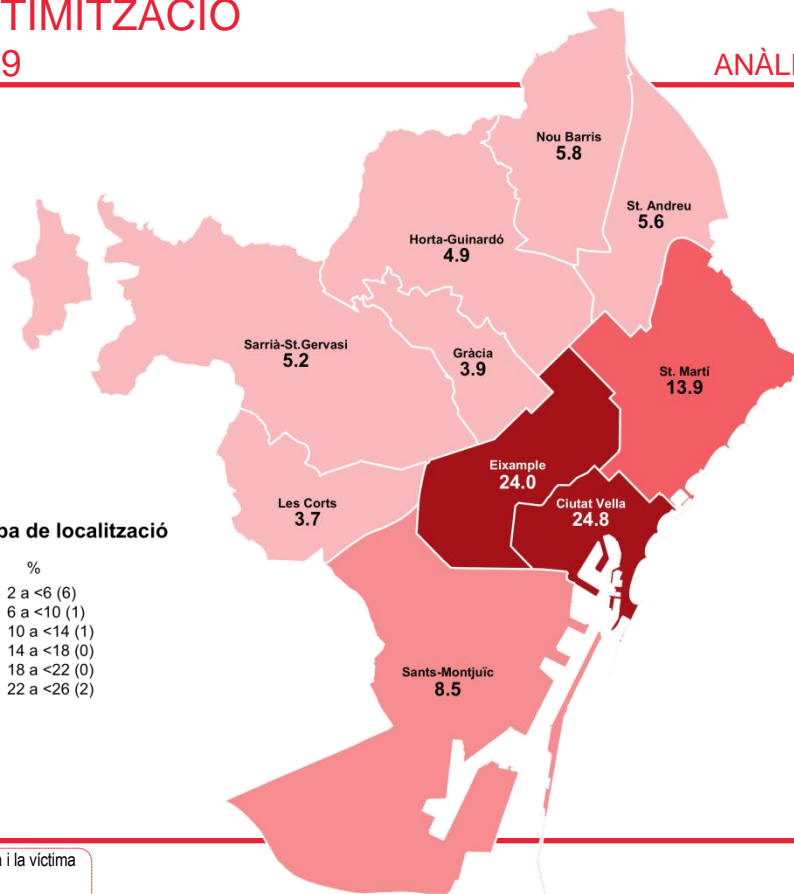 TIMITZACIÓ
9
ANÀL
Nou Barris
5.8
St. Andreu
5.6
Horta-Guinardó
4.9
Sarrià-St.Gervasi
5.2
Gràcia
3.9
St. Martí
13.9
Eixample
24.0
Ciutat Vella
24.8
Les Corts
3.7
pa de localització
%
2 a <6 (6)
6 a <10 (1)
10 a <14 (1)
14 a <18 (0)
18 a <22 (0)
22 a <26 (2)
Sants-Montjuïc
8.5
i la víctima